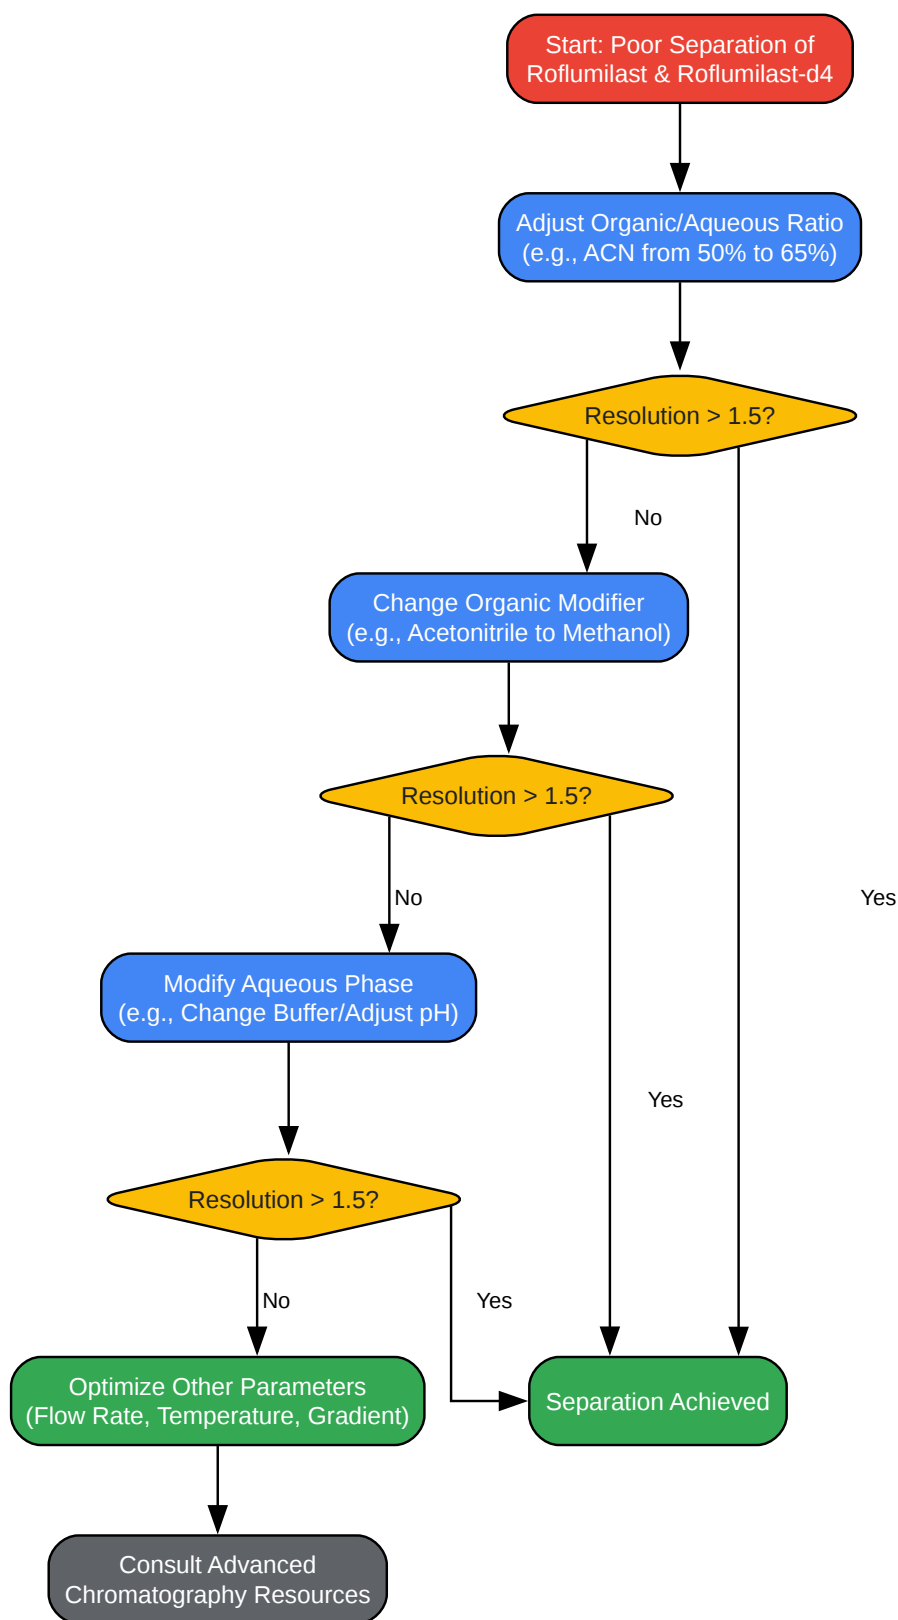 Start: Poor Separation of
Roflumilast & Roflumilast-d4
Adjust Organic/Aqueous Ratio
(e.g., ACN from 50% to 65%)
Resolution > 1.5?
No
Change Organic Modifier
(e.g., Acetonitrile to Methanol)
Resolution > 1.5?
No
Yes
Modify Aqueous Phase
(e.g., Change Buffer/Adjust pH)
Yes
Resolution > 1.5?
No
Yes
Optimize Other Parameters
(Flow Rate, Temperature, Gradient)
Separation Achieved
Consult Advanced
Chromatography Resources